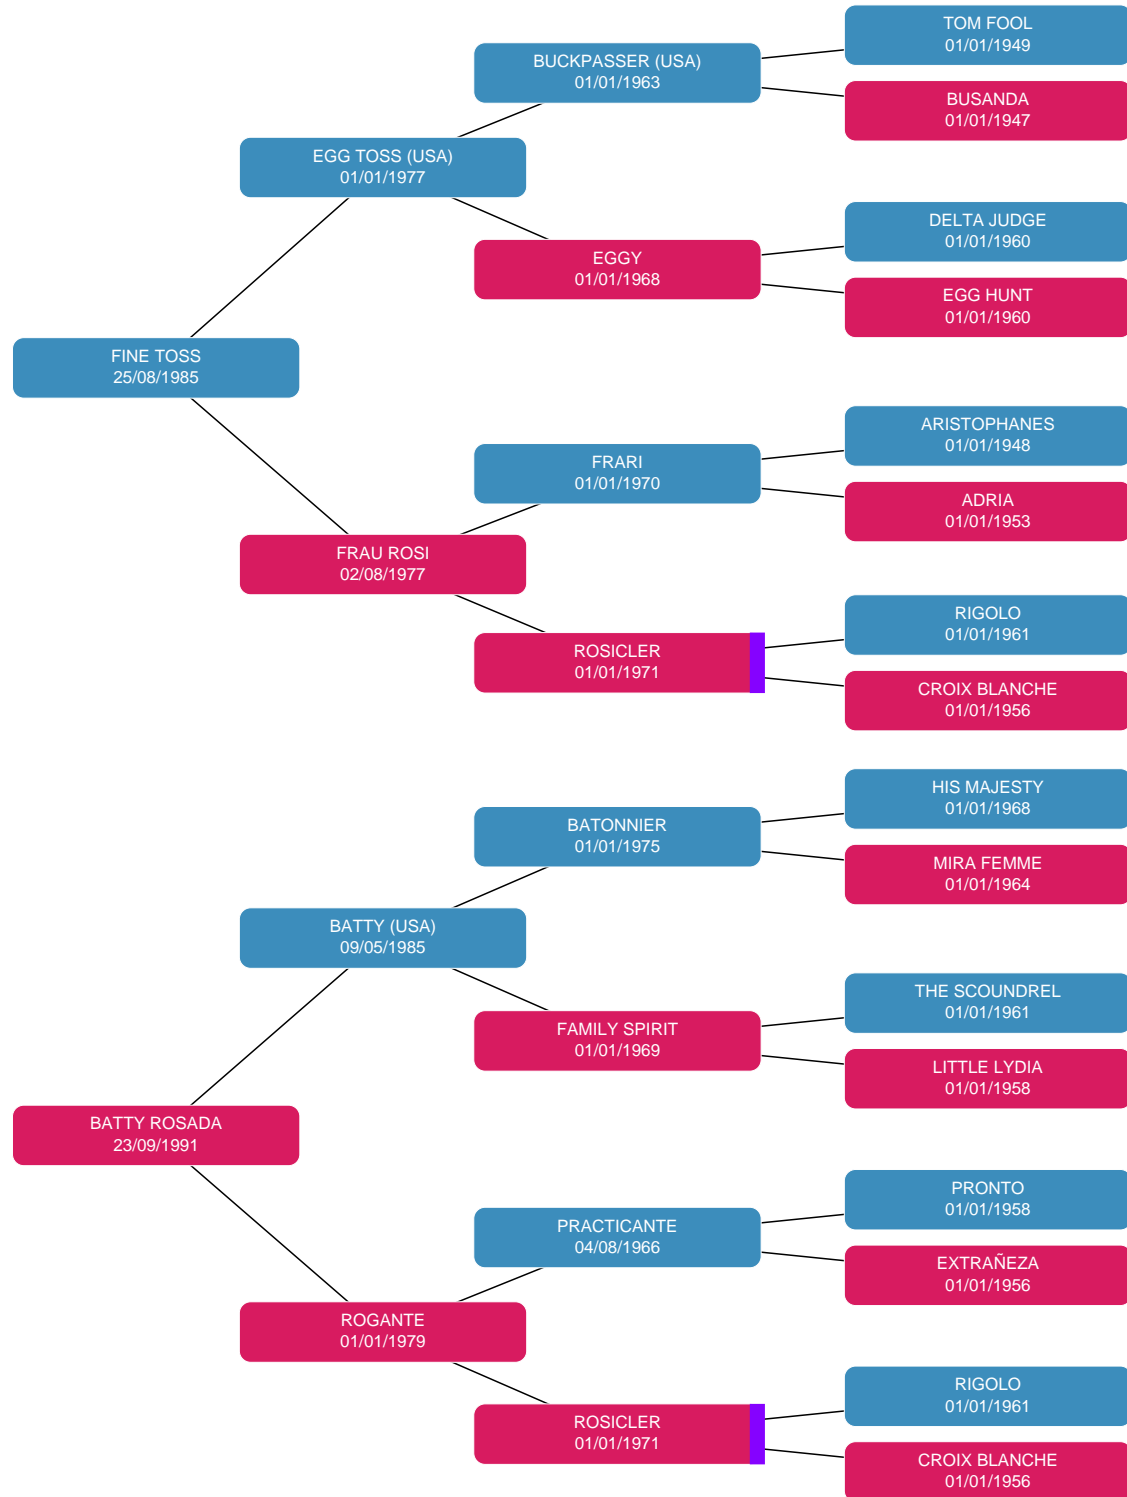 TOM FOOL
01/01/1949
BUCKPASSER (USA)
01/01/1963
BUSANDA
01/01/1947
EGG TOSS (USA)
01/01/1977
DELTA JUDGE
01/01/1960
EGGY
01/01/1968
EGG HUNT
01/01/1960
FINE TOSS
25/08/1985
ARISTOPHANES
01/01/1948
FRARI
01/01/1970
ADRIA
01/01/1953
FRAU ROSI
02/08/1977
RIGOLO
01/01/1961
ROSICLER
01/01/1971
CROIX BLANCHE
01/01/1956
HIS MAJESTY
01/01/1968
BATONNIER
01/01/1975
MIRA FEMME
01/01/1964
BATTY (USA)
09/05/1985
THE SCOUNDREL
01/01/1961
FAMILY SPIRIT
01/01/1969
LITTLE LYDIA
01/01/1958
BATTY ROSADA
23/09/1991
PRONTO
01/01/1958
PRACTICANTE
04/08/1966
EXTRAÑEZA
01/01/1956
ROGANTE
01/01/1979
RIGOLO
01/01/1961
ROSICLER
01/01/1971
CROIX BLANCHE
01/01/1956